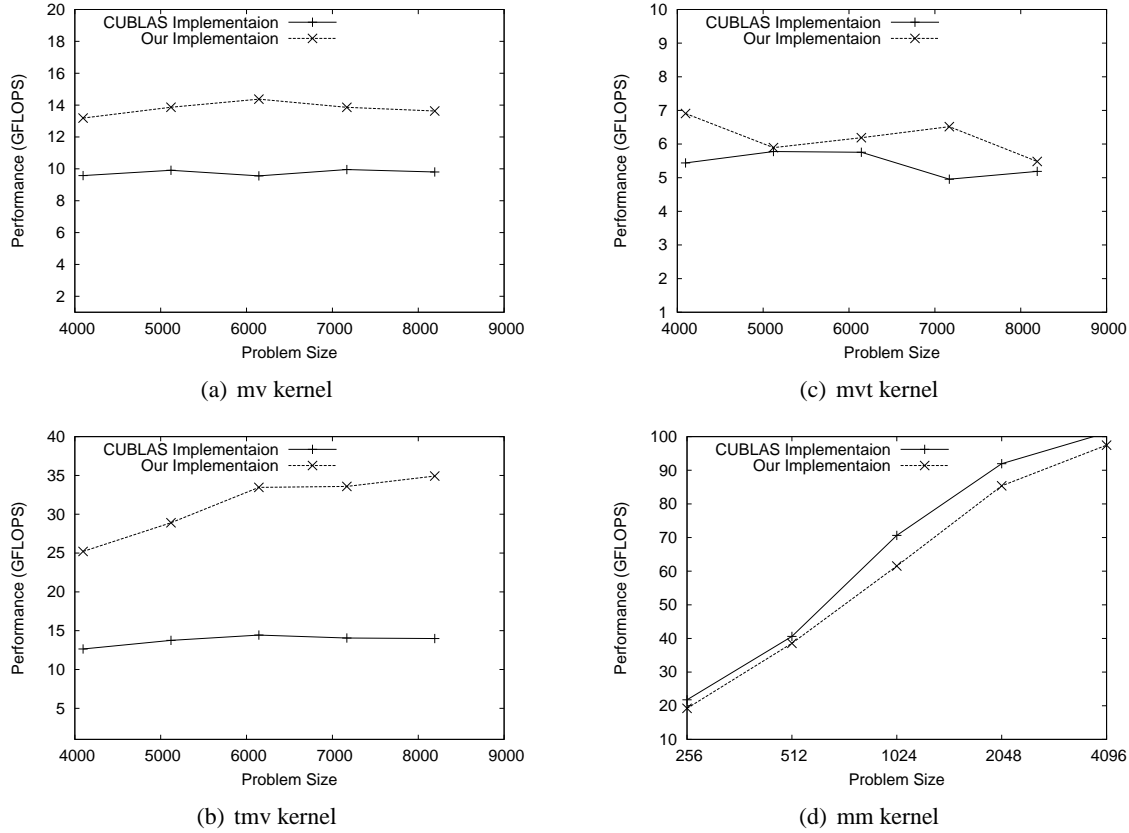 CUBLAS Implementaion
Our Implementaion
20
18
16
14
12
10
8
6
4
2
Performance (GFLOPS)
4000 5000 6000 7000 8000 9000
Problem Size
(a) mv kernel
CUBLAS Implementaion
Our Implementaion
10
9
8
7
6
5
4
3
2
1
Performance (GFLOPS)
4000 5000 6000 7000 8000 9000
Problem Size
(c) mvt kernel
CUBLAS Implementaion
Our Implementaion
40
35
30
25
20
15
10
5
Performance (GFLOPS)
4000 5000 6000 7000 8000 9000
Problem Size
(b) tmv kernel
CUBLAS Implementaion
Our Implementaion
100
90
80
70
60
50
40
30
20
10
Performance (GFLOPS)
256 512 1024 2048 4096
Problem Size
(d) mm kernel